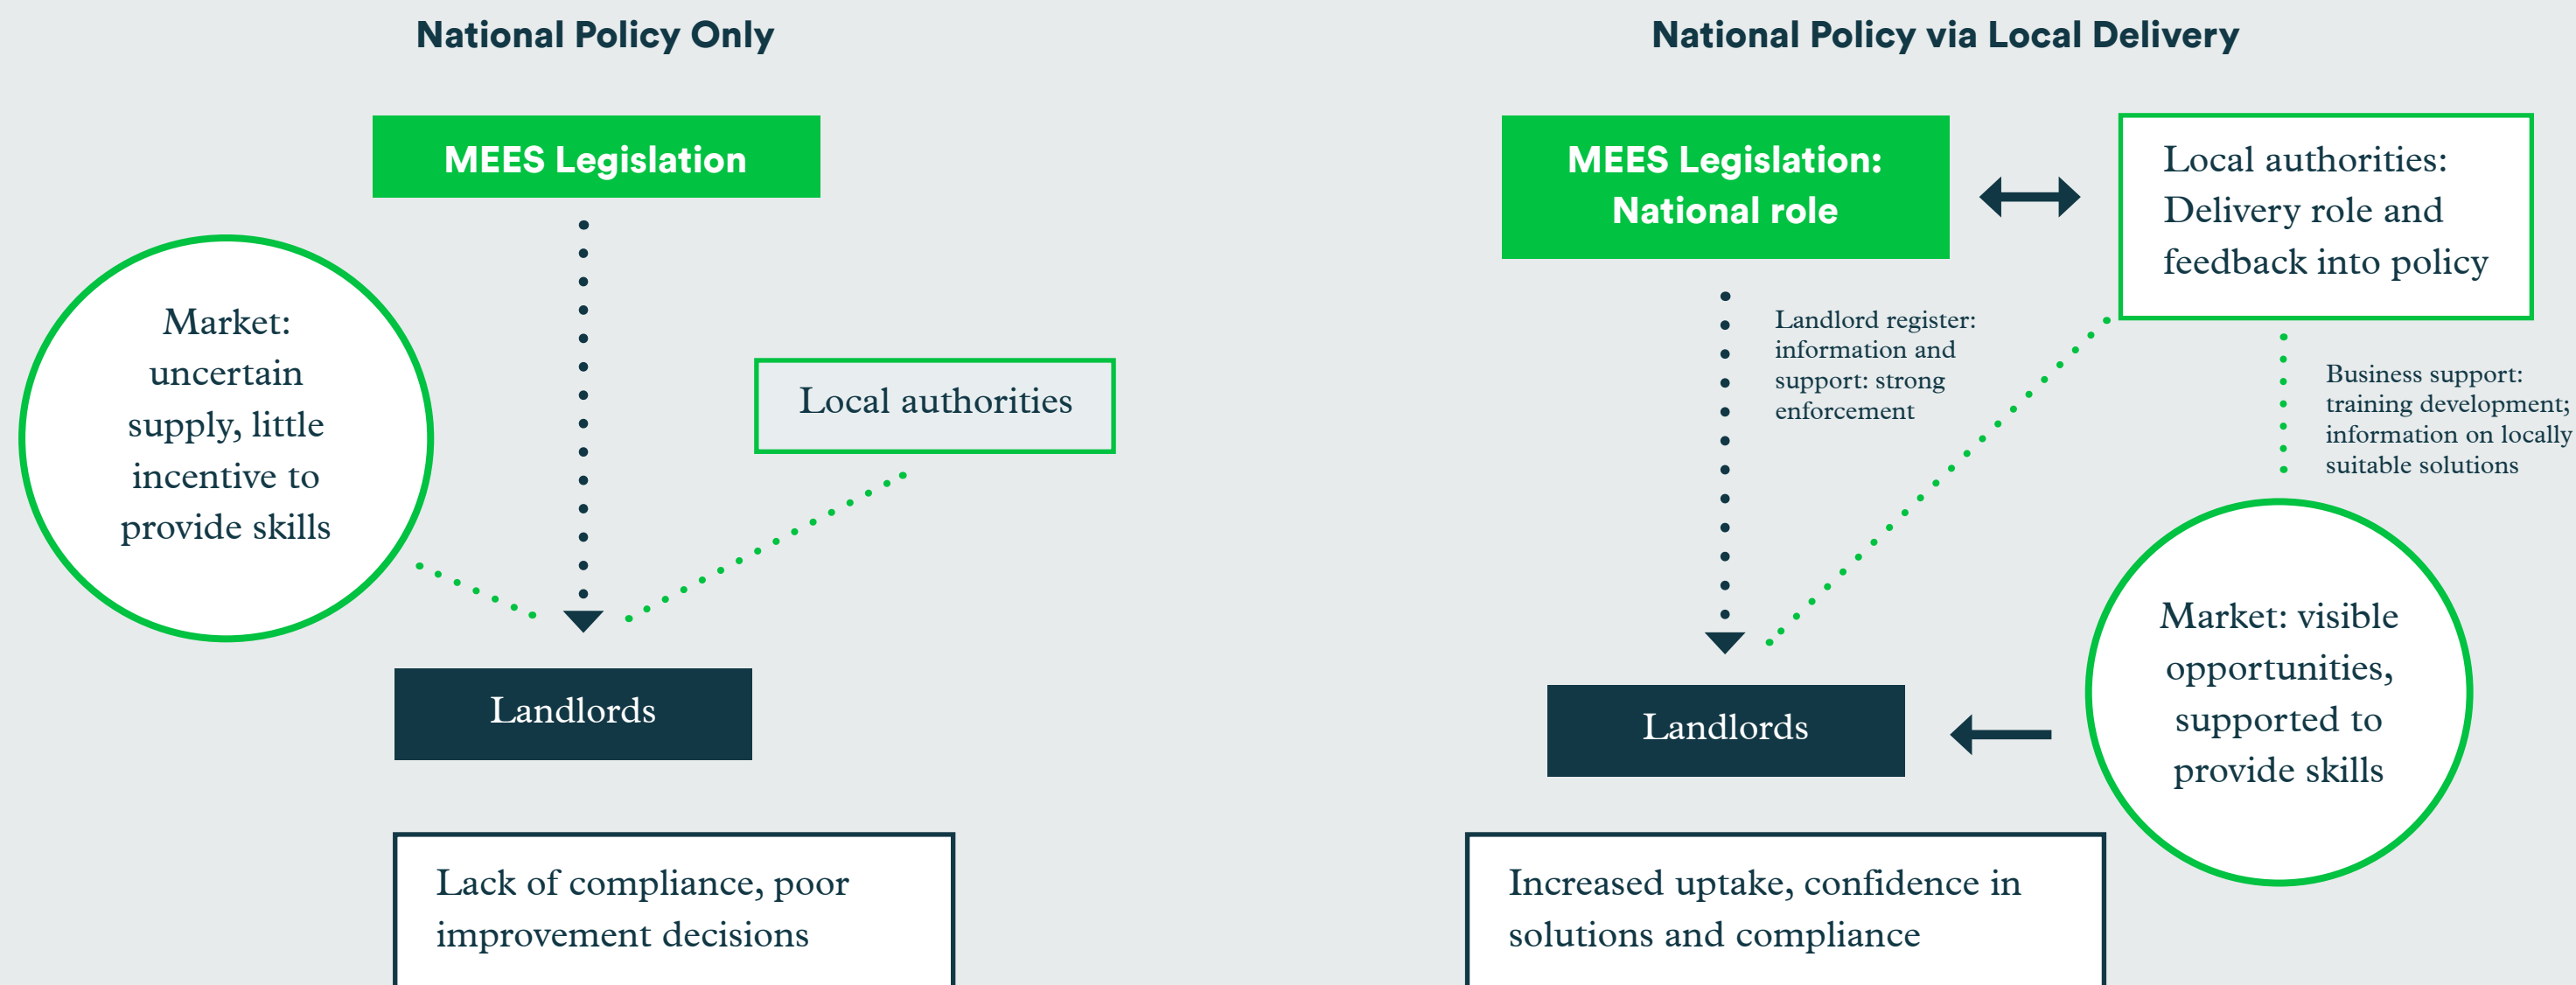 National Policy Only
MEES Legislation
Market:
uncertain
supply, little
incentive to
provide skills
Local authorities
Landlords
Lack of compliance, poor
improvement decisions
National Policy via Local Delivery
MEES Legislation:
National role
Local authorities:
Delivery role and
feedback into policy
Landlord register:
information and
support: strong
enforcement
Business support:
training development;
information on locally
suitable solutions
Market: visible
opportunities,
supported to
provide skills
Landlords
Increased uptake, confidence in
solutions and compliance